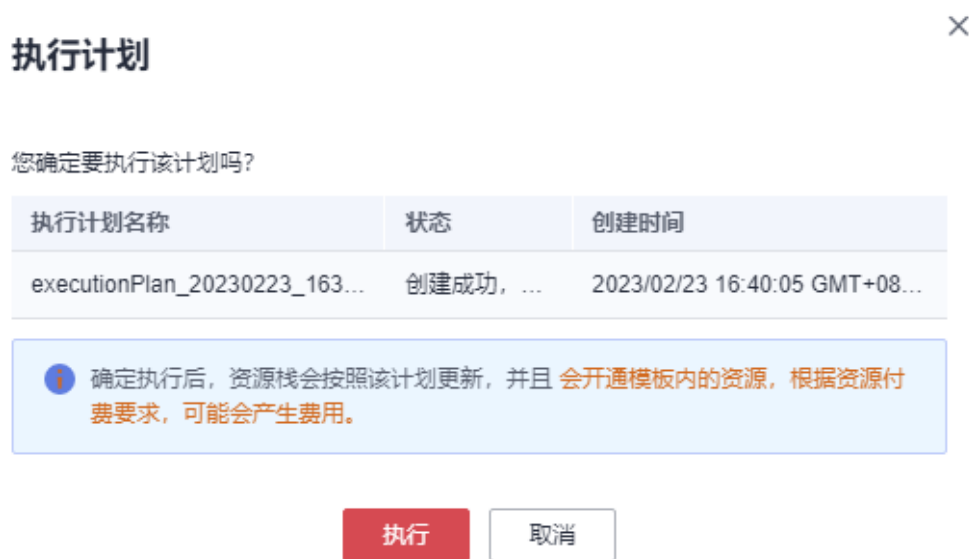 执行计划
您确定要执行该计划吗?
执行计划名称 状态 创建时间
executionPlan_20230223_163... 创建成功, ... 2023/02/23 16:40:05 GMT+08...
确定执行后,资源栈会按照该计划更新,并且 会开通模板内的资源,根据资源付
费要求,可能会产生费用。
执行 取消